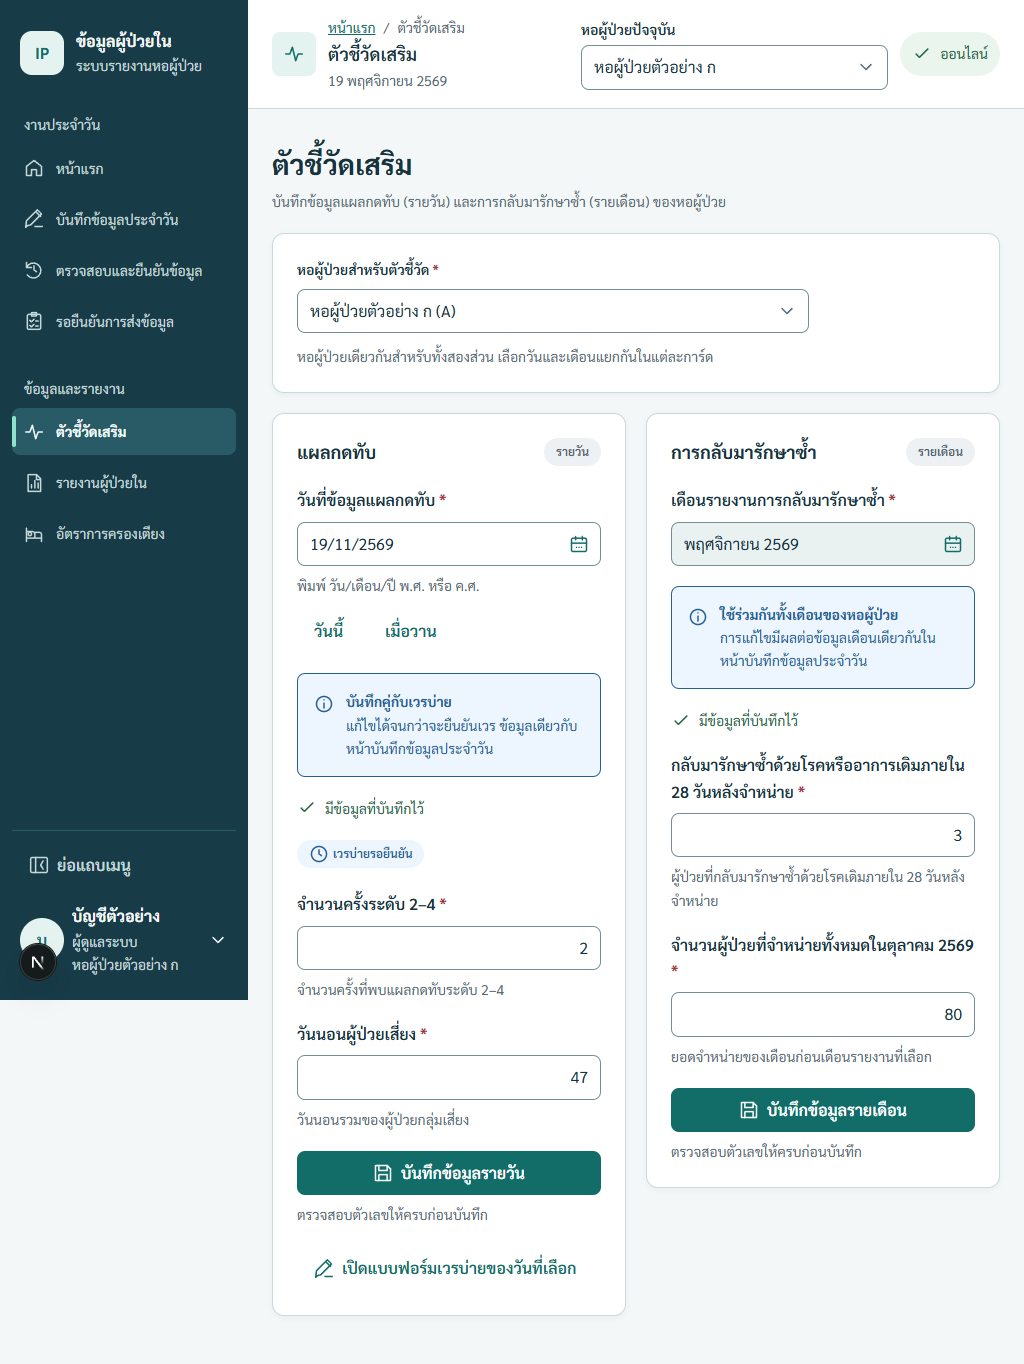 IP
ข้อมูลผู้ป่วยใน
ระบบรายงานหอผู้ป่วย
งานประจำวัน
หน้าแรก
บันทึกข้อมูลประจำวัน
ตรวจสอบและยืนยันข้อมูล
รอยืนยันการส่งข้อมูล
ข้อมูลและรายงาน
ตัวชี้วัดเสริม
รายงานผู้ป่วยใน
อัตราการครองเตียง
ย่อแถบเมนู
บัญชีตัวอย่าง
ผู้ดูแลระบบ
หอผู้ป่วยตัวอย่าง ก
N
หน้าแรก / ตัวชี้วัดเสริม
ตัวชี้วัดเสริม
19 พฤศจิกายน 2569
หอผู้ป่วยปัจจุบัน
หอผู้ป่วยตัวอย่าง ก
ออนไลน์
ตัวชี้วัดเสริม
บันทึกข้อมูลแผลกดทับ (รายวัน) และการกลับมารักษาซ้ำ (รายเดือน) ของหอผู้ป่วย
หอผู้ป่วยสำหรับตัวชี้วัด *
หอผู้ป่วยตัวอย่าง ก (A)
หอผู้ป่วยเดียวกันสำหรับทั้งสองส่วน เลือกวันและเดือนแยกกันในแต่ละการ์ด
แผลกดทับ
รายวัน
วันที่ข้อมูลแผลกดทับ *
19/11/2569
พิมพ์ วัน/เดือน/ปี พ.ศ. หรือ ค.ศ.
วันนี้
เมื่อวาน
บันทึกคู่กับเวรบ่าย
แก้ไขได้จนกว่าจะยืนยันเวร ข้อมูลเดียวกับ
หน้าบันทึกข้อมูลประจำวัน
มีข้อมูลที่บันทึกไว้
เวรบ่ายรอยืนยัน
จำนวนครั้งระดับ 2–4 *
2
จำนวนครั้งที่พบแผลกดทับระดับ 2–4
วันนอนผู้ป่วยเสี่ยง *
47
วันนอนรวมของผู้ป่วยกลุ่มเสี่ยง
บันทึกข้อมูลรายวัน
ตรวจสอบตัวเลขให้ครบก่อนบันทึก
เปิดแบบฟอร์มเวรบ่ายของวันที่เลือก
การกลับมารักษาซ้ำ
รายเดือน
เดือนรายงานการกลับมารักษาซ้ำ *
พฤศจิกายน 2569
ใช้ร่วมกันทั้งเดือนของหอผู้ป่วย
การแก้ไขมีผลต่อข้อมูลเดือนเดียวกันใน
หน้าบันทึกข้อมูลประจำวัน
มีข้อมูลที่บันทึกไว้
กลับมารักษาซ้ำด้วยโรคหรืออาการเดิมภายใน
28 วันหลังจำหน่าย *
3
ผู้ป่วยที่กลับมารักษาซ้ำด้วยโรคเดิมภายใน 28 วันหลัง
จำหน่าย
จำนวนผู้ป่วยที่จำหน่ายทั้งหมดในตุลาคม 2569
*
80
ยอดจำหน่ายของเดือนก่อนเดือนรายงานที่เลือก
บันทึกข้อมูลรายเดือน
ตรวจสอบตัวเลขให้ครบก่อนบันทึก